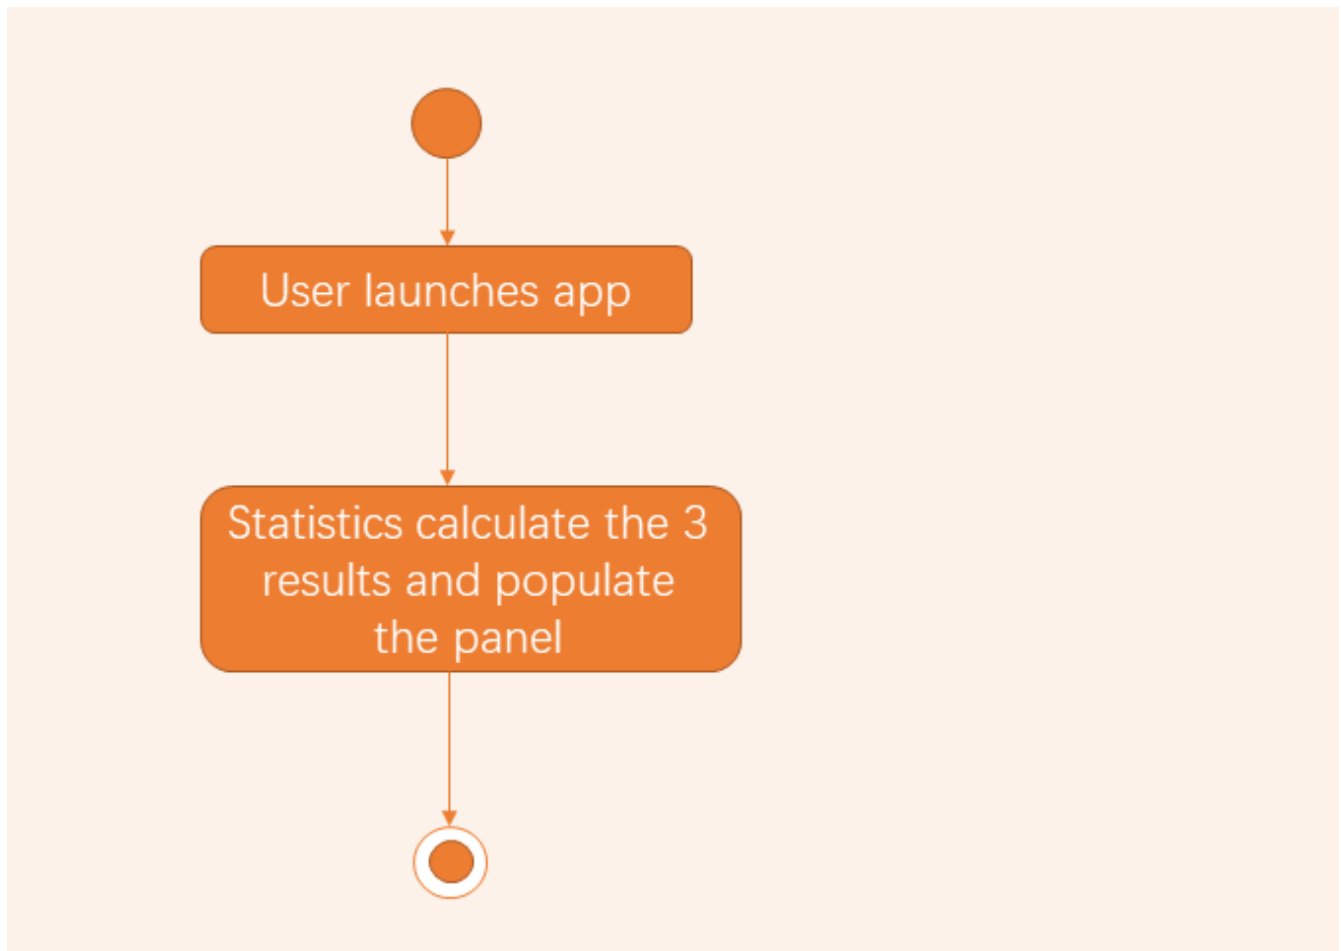 User launches app
Statistics calculate the 3
results and populate
the panel